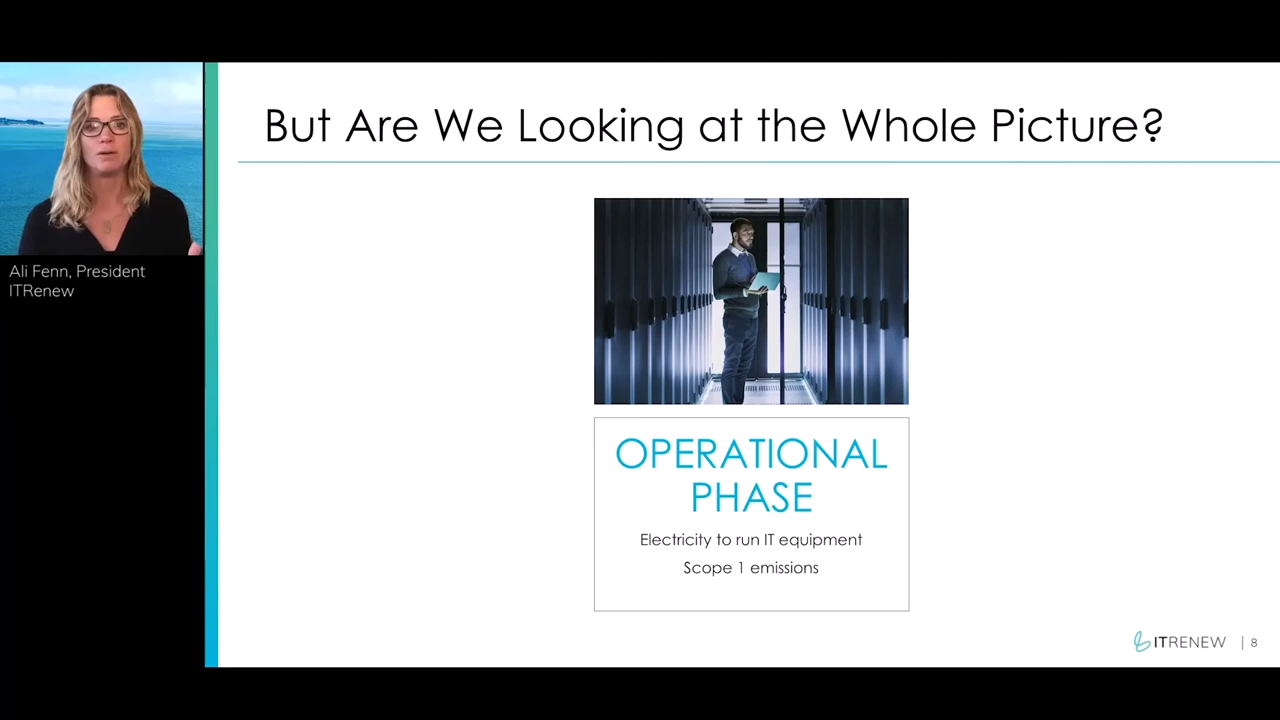 But Are We Looking at the Whole Picture?
Ali Fenn, President
ITRenew
OPERATIONAL
PHASE
Electricity to run IT equipment
Scope 1 emissions
ITRENEW | 8